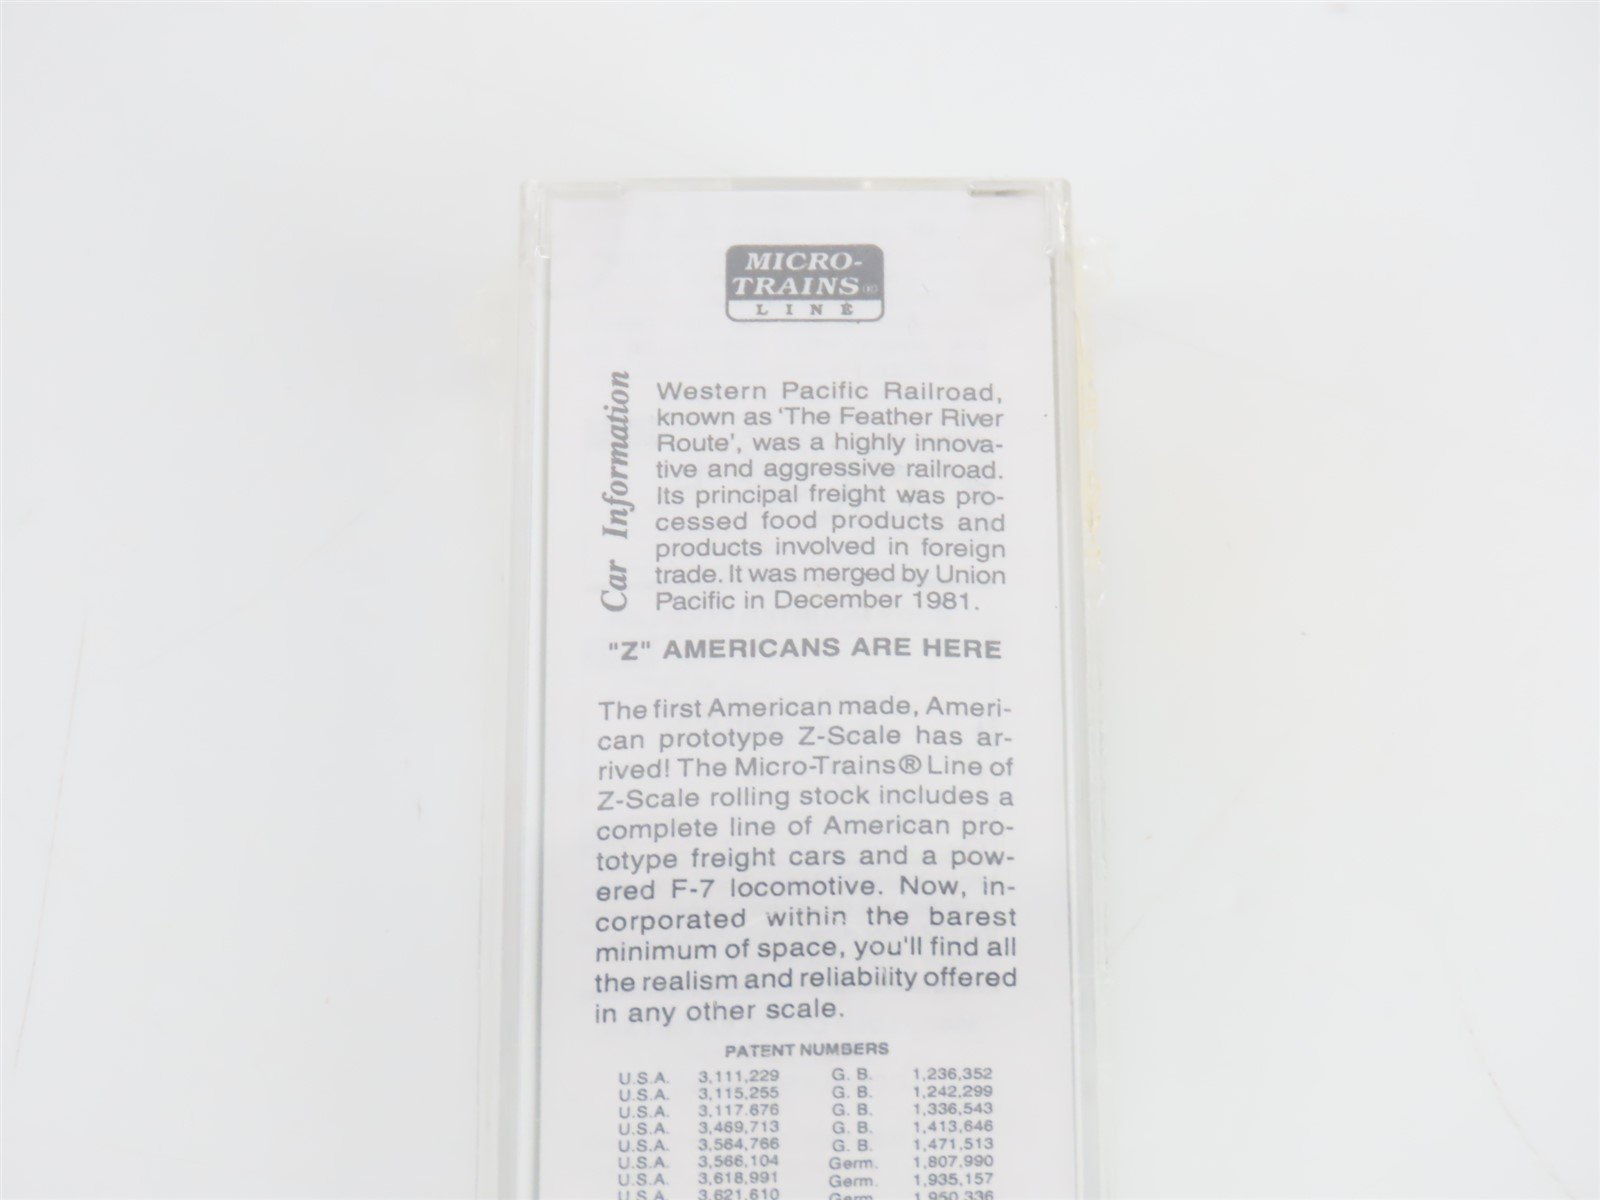 MICRO-
TRAINS®
LINE
Car Information
Western Pacific Railroad,
known as 'The Feather River
Route', was a highly innova-
tive and aggressive railroad.
Its principal freight was pro-
cessed food products and
products involved in foreign
trade. It was merged by Union
Pacific in December 1981.
"Z" AMERICANS ARE HERE
The first American made, Ameri-
can prototype Z-Scale has ar-
rived! The Micro-Trains® Line of
Z-Scale rolling stock includes a
complete line of American pro-
totype freight cars and a pow-
ered F-7 locomotive. Now, in-
corporated within the barest
minimum of space, you'll find all
the realism and reliability offered
in any other scale.
PATENT NUMBERS
U.S.A. 3,111,229 G. B. 1,236,352
U.S.A. 3,115,255 G. B. 1,242,299
U.S.A. 3,117,676 G. B. 1,336,543
U.S.A. 3,469,713 G. B. 1,413,646
U.S.A. 3,564,766 G. B. 1,471,513
U.S.A. 3,566,104 Germ. 1,807,990
U.S.A. 3,618,991 Germ. 1,935,157
U.S.A. 3,621,610 Germ. 1,950,336